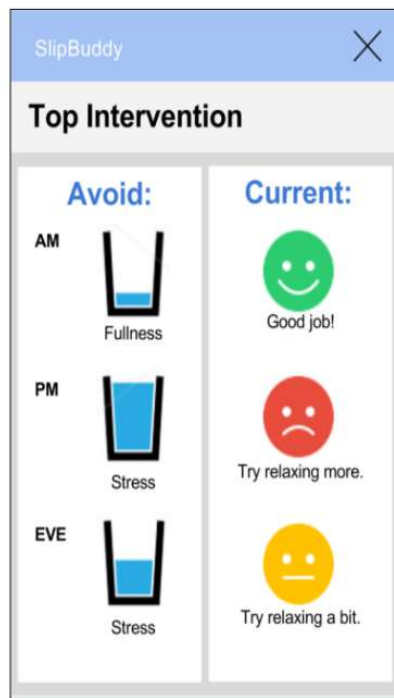 SlipBuddy
Top Intervention
Avoid:
Current:
AM
Fullness
Good job!
PM
Stress
Try relaxing more.
EVE
Stress
Try relaxing a bit.